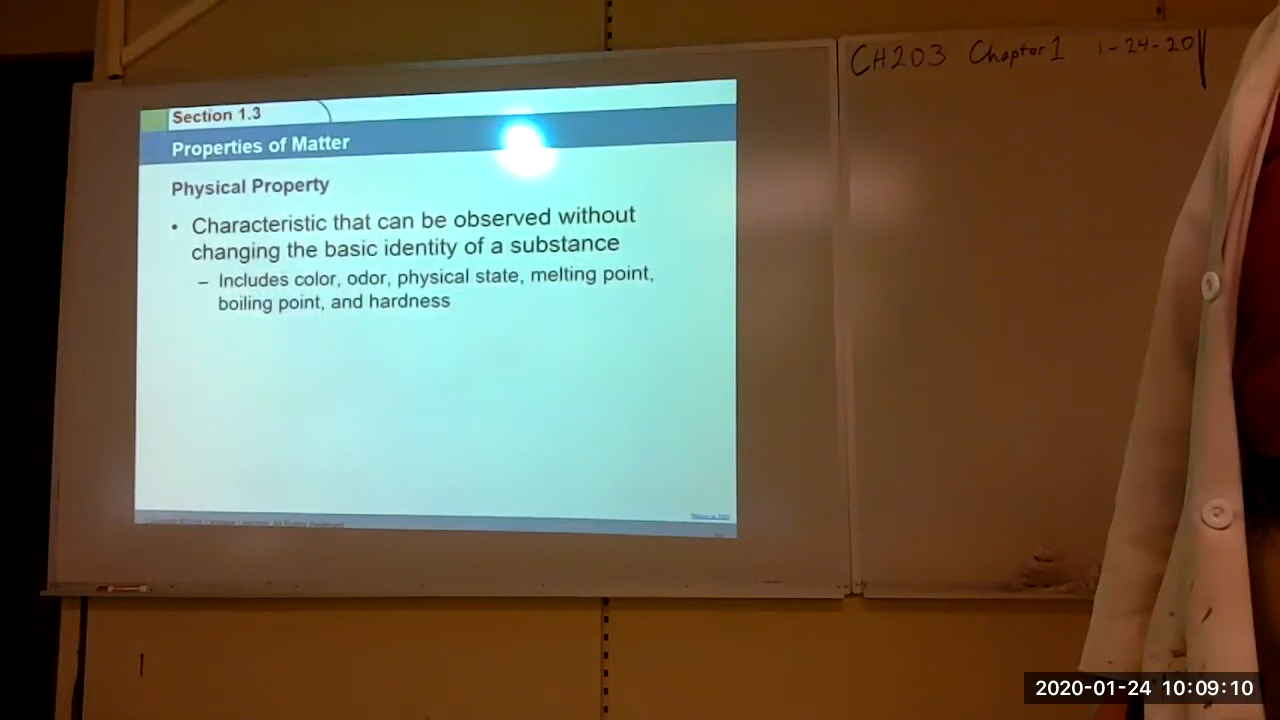 CH203 Chapter 1 1-24-20
Section 1.3
Properties of Matter
Physical Property
• Characteristic that can be observed without
changing the basic identity of a substance
– Includes color, odor, physical state, melting point,
boiling point, and hardness
2020-01-24 10:09:10